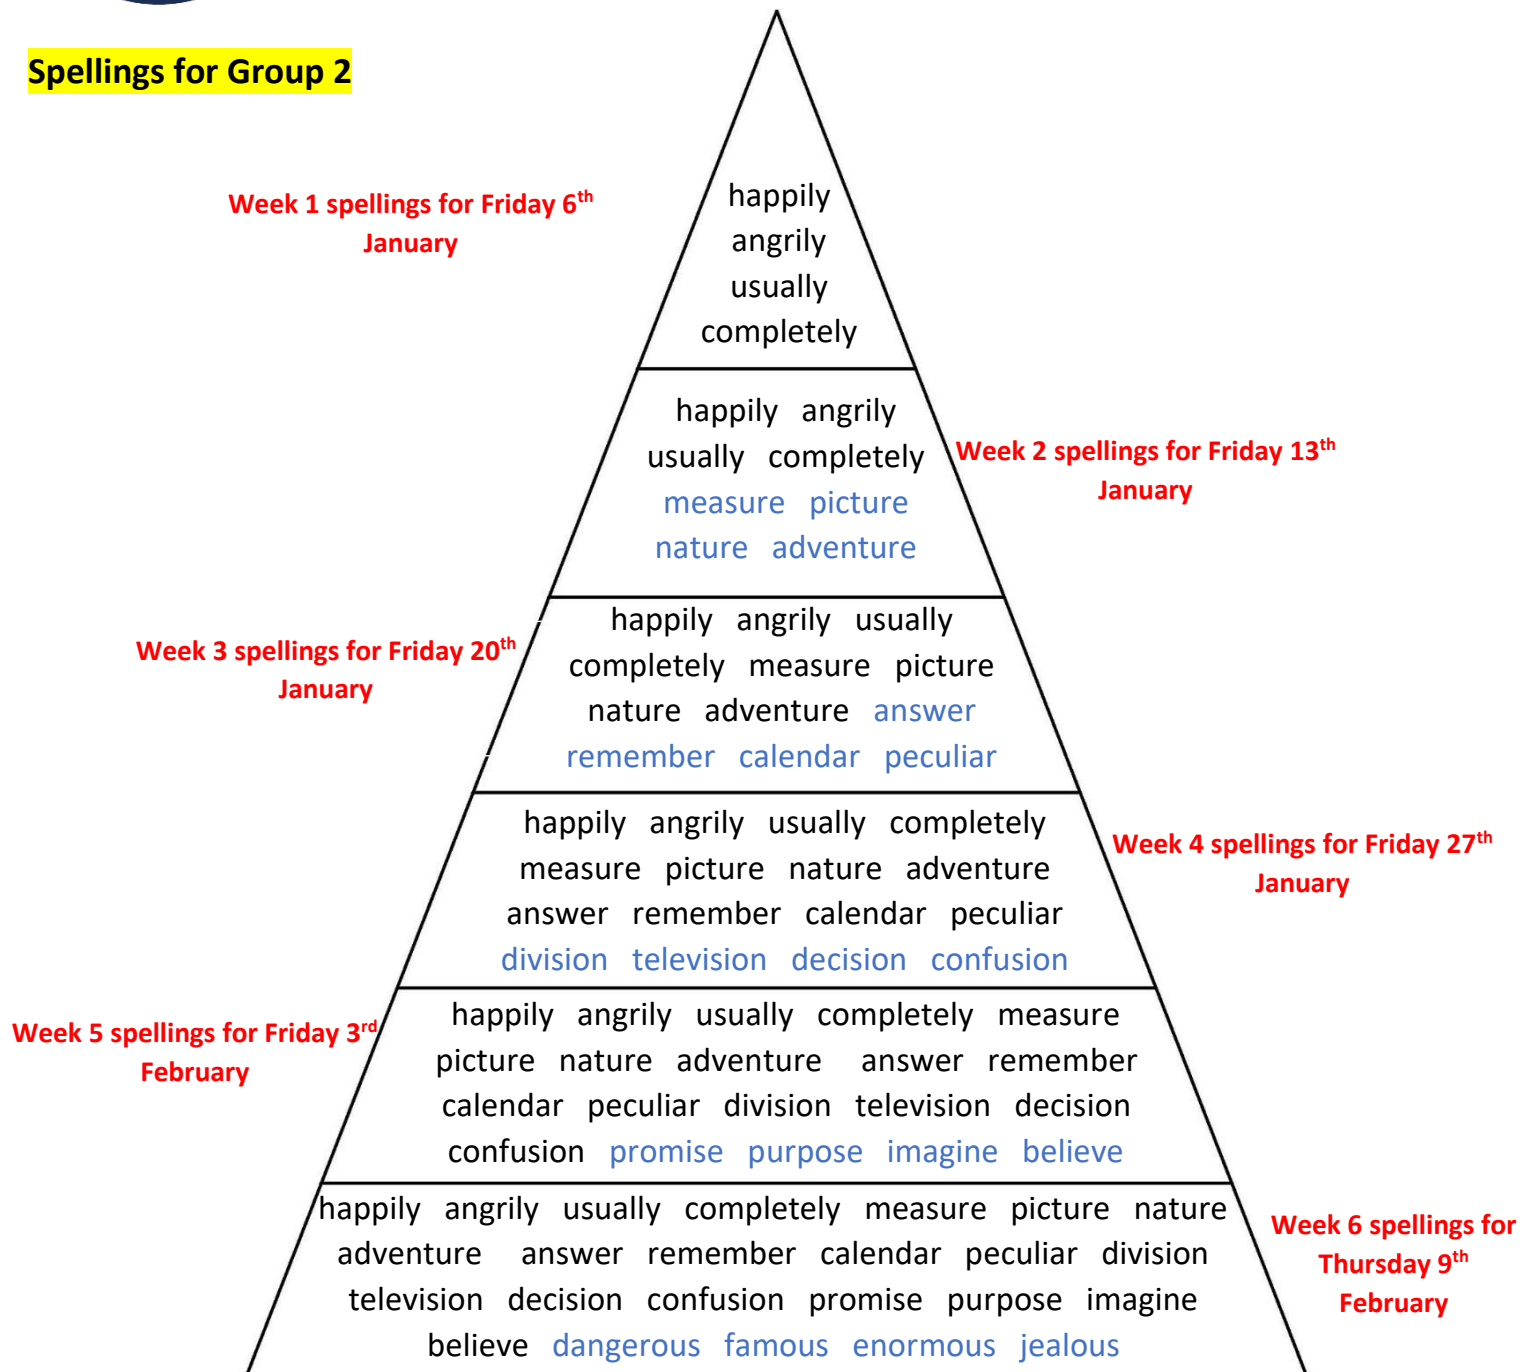 Spellings for Group 2
Week 1 spellings for Friday 6th
January
happily
angrily
usually
completely
happily angrily
usually completely
measure picture
nature adventure
Week 2 spellings for Friday 13th
January
Week 3 spellings for Friday 20th
January
happily angrily usually
completely measure picture
nature adventure answer
remember calendar peculiar
happily angrily usually completely
measure picture nature adventure
answer remember calendar peculiar
division television decision confusion
Week 4 spellings for Friday 27th
January
Week 5 spellings for Friday 3rd
February
happily angrily usually completely measure
picture nature adventure answer remember
calendar peculiar division television decision
confusion promise purpose imagine believe
happily angrily usually completely measure picture nature
adventure answer remember calendar peculiar division
television decision confusion promise purpose imagine
believe dangerous famous enormous jealous
Week 6 spellings for
Thursday 9th
February